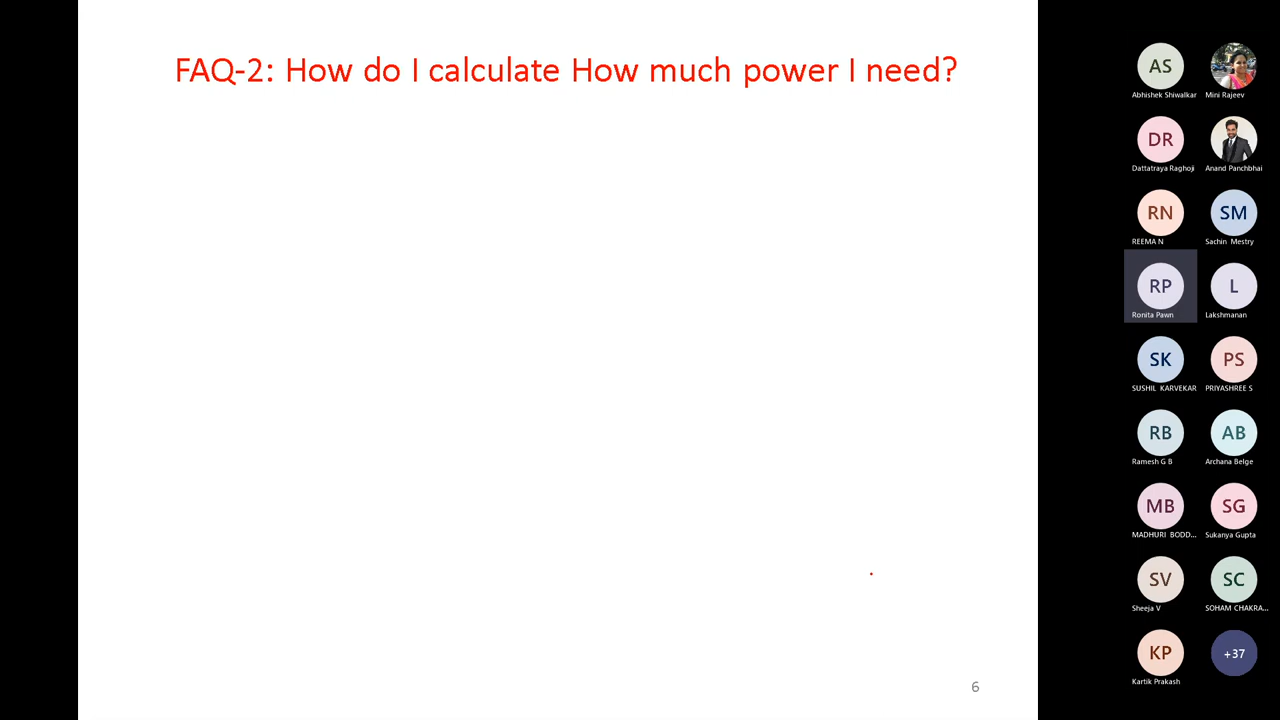 FAQ-2: How do I calculate How much power I need?
6
AS
Abhishek Shiwalkar
Mini Rajeev
DR
Dattatraya Raghoji
Anand Panchbhai
RN
REEMA N
SM
Sachin Mestry
RP
Ronita Pawn
L
Lakshmanan
SK
SUSHIL KARVEKAR
PS
PRIYASHREE S
RB
Ramesh G B
AB
Archana Belge
MB
MADHURI BODD...
SG
Sukanya Gupta
SV
Sheeja V
SC
SOHAM CHAKRA...
KP
Kartik Prakash
+37